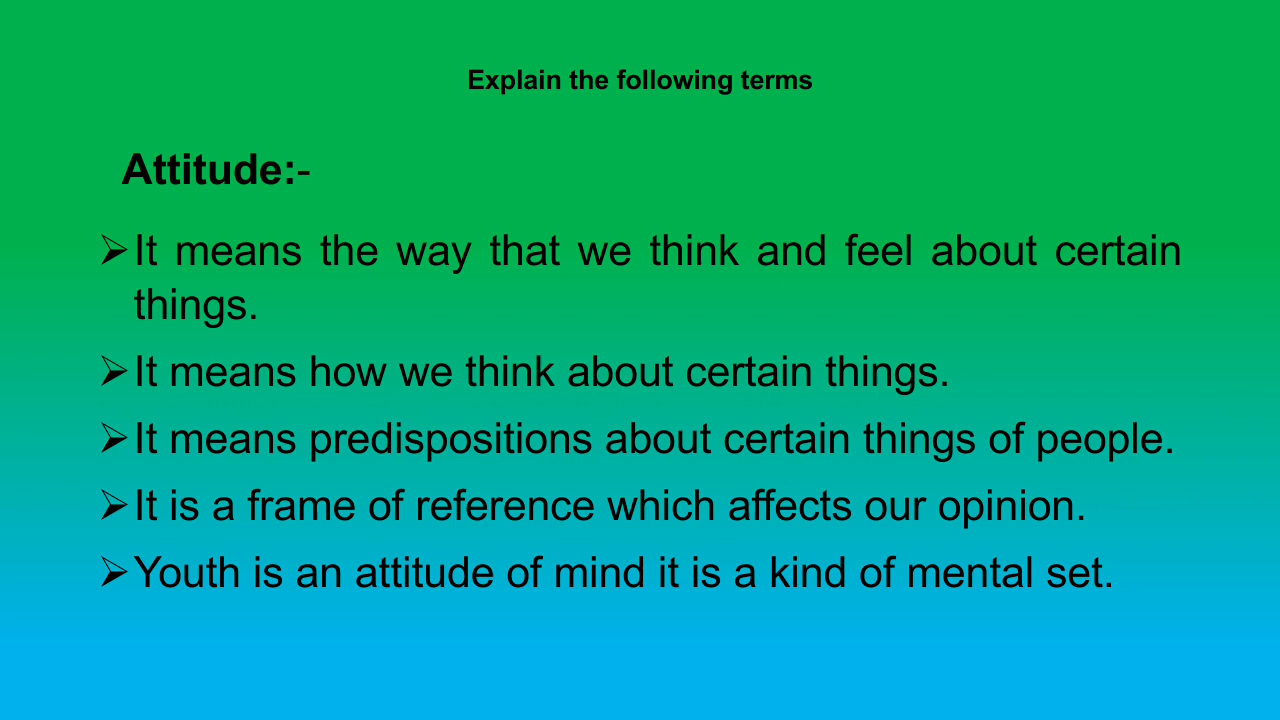 Explain the following terms
Attitude:-
➢It means the way that we think and feel about certain
things.
➢It means how we think about certain things.
➢It means predispositions about certain things of people.
➢It is a frame of reference which affects our opinion.
➢Youth is an attitude of mind it is a kind of mental set.